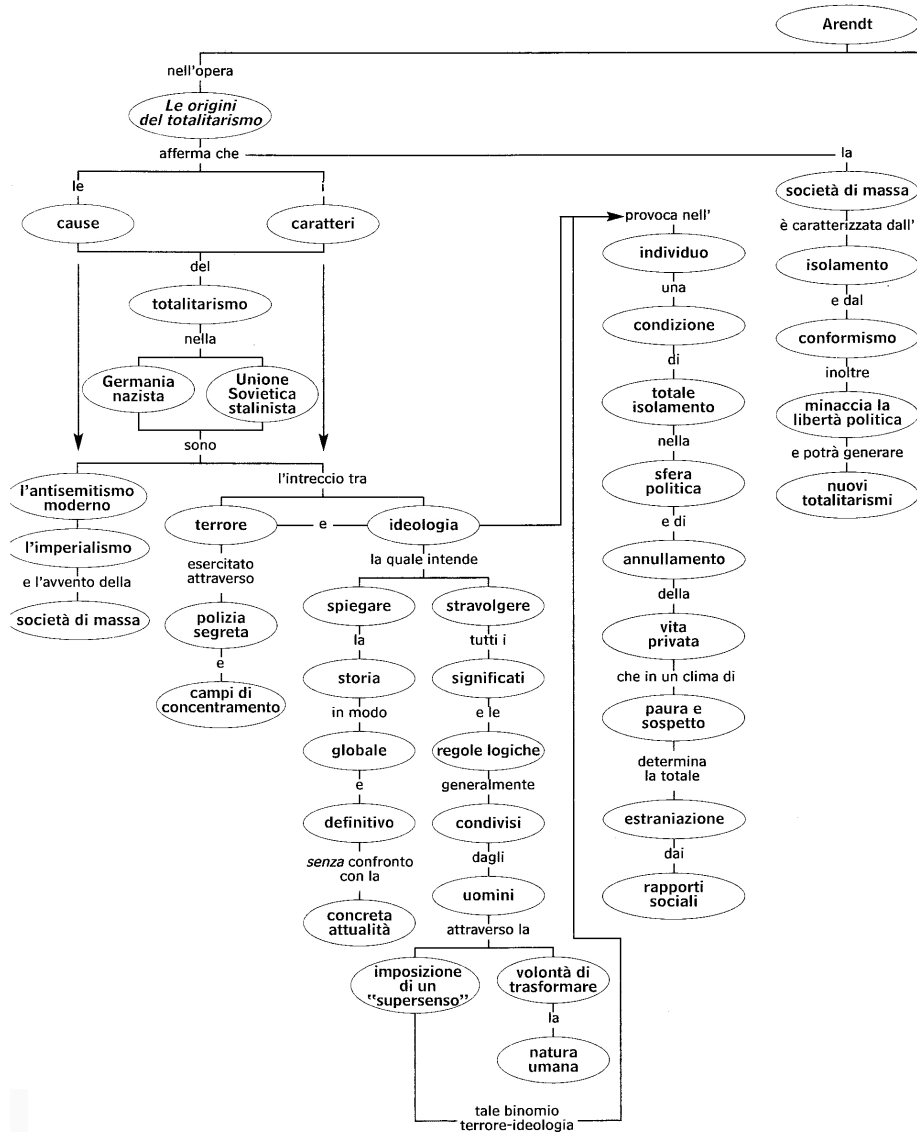 Arendt
nell'opera
Le origini
del totalitarismo
afferma che
le
i
la
cause
caratteri
del
totalitarismo
nella
Germania
nazista
Unione
Sovietica
stalinista
sono
l'antisemitismo
moderno
l'imperialismo
e l'avvento della
società di massa
l'intreccio tra
terrore
e
ideologia
esercitato
attraverso
polizia
segreta
e
campi di
concentramento
la quale intende
spiegare
la
storia
in modo
globale
e
definitivo
senza confronto
con la
concreta
attualità
stravolgere
tutti i
significati
e le
regole logiche
generalmente
condivisi
dagli
uomini
attraverso la
imposizione
di un
"supersenso"
volontà di
trasformare
la
natura
umana
tale binomio
terrore-ideologia
provoca nell'
individuo
una
condizione
di
totale
isolamento
nella
sfera
politica
e di
annullamento
della
vita
privata
che in un clima di
paura e
sospetto
determina
la totale
estraniazione
dai
rapporti
sociali
società di massa
è caratterizzata dall'
isolamento
e dal
conformismo
inoltre
minaccia la
libertà politica
e potrà generare
nuovi
totalitarismi